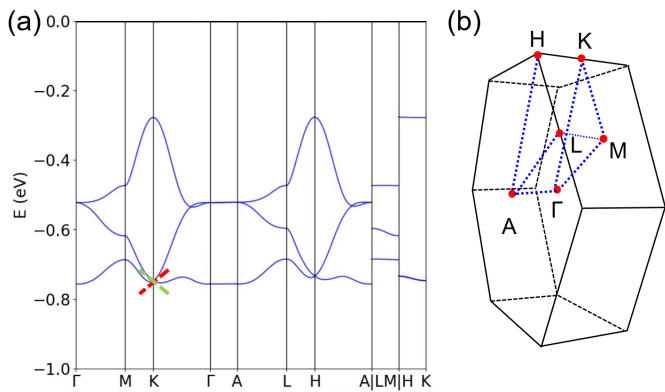 (a)
E (eV)
0.0
−0.2
−0.4
−0.6
−0.8
−1.0
Γ M K Γ A L H A|LM|H K
(b)
H K
L M
A Γ